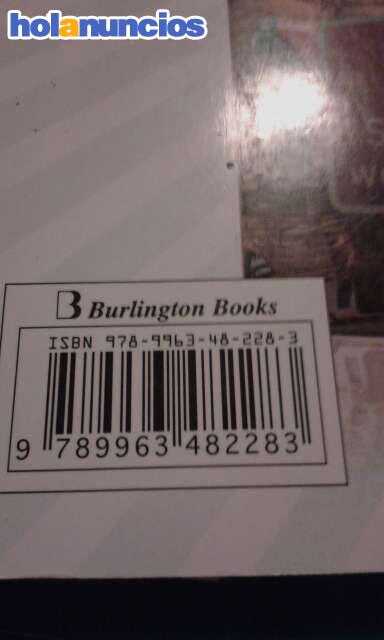 holanuncios
B Burlington Books
ISBN 978-9963-48-228-3
9 789963 482283